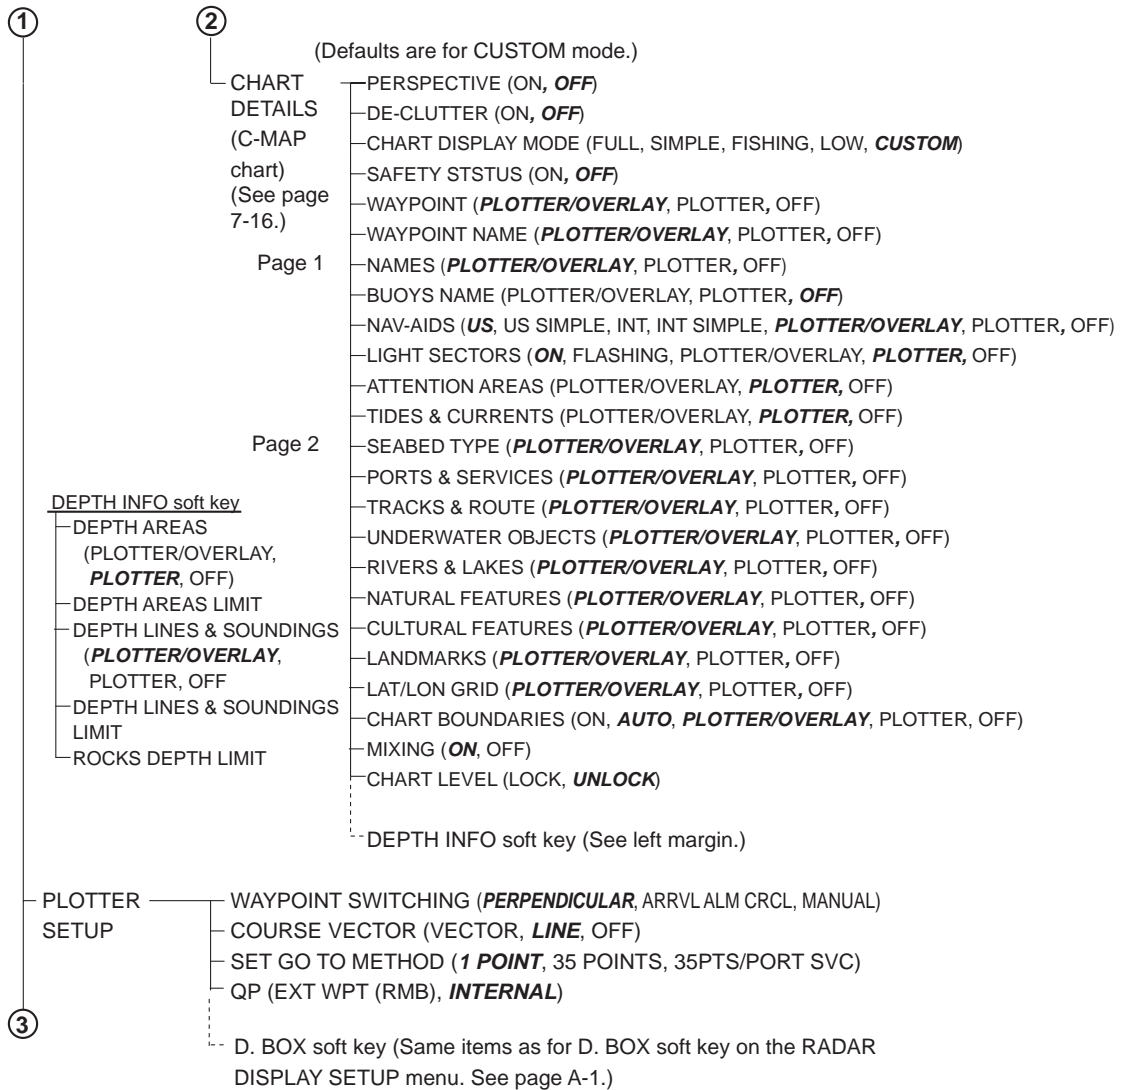 1
2
(Defaults are for CUSTOM mode.)
CHART
DETAILS
(C-MAP
chart)
(See page
7-16.)
Page 1
Page 2
PERSPECTIVE (ON, OFF)
DE-CLUTTER (ON, OFF)
CHART DISPLAY MODE (FULL, SIMPLE, FISHING, LOW, CUSTOM)
SAFETY STSTUS (ON, OFF)
WAYPOINT (PLOTTER/OVERLAY, PLOTTER, OFF)
WAYPOINT NAME (PLOTTER/OVERLAY, PLOTTER, OFF)
NAMES (PLOTTER/OVERLAY, PLOTTER, OFF)
BUOYS NAME (PLOTTER/OVERLAY, PLOTTER, OFF)
NAV-AIDS (US, US SIMPLE, INT, INT SIMPLE, PLOTTER/OVERLAY, PLOTTER, OFF)
LIGHT SECTORS (ON, FLASHING, PLOTTER/OVERLAY, PLOTTER, OFF)
ATTENTION AREAS (PLOTTER/OVERLAY, PLOTTER, OFF)
TIDES & CURRENTS (PLOTTER/OVERLAY, PLOTTER, OFF)
SEABED TYPE (PLOTTER/OVERLAY, PLOTTER, OFF)
PORTS & SERVICES (PLOTTER/OVERLAY, PLOTTER, OFF)
TRACKS & ROUTE (PLOTTER/OVERLAY, PLOTTER, OFF)
UNDERWATER OBJECTS (PLOTTER/OVERLAY, PLOTTER, OFF)
RIVERS & LAKES (PLOTTER/OVERLAY, PLOTTER, OFF)
NATURAL FEATURES (PLOTTER/OVERLAY, PLOTTER, OFF)
CULTURAL FEATURES (PLOTTER/OVERLAY, PLOTTER, OFF)
LANDMARKS (PLOTTER/OVERLAY, PLOTTER, OFF)
LAT/LON GRID (PLOTTER/OVERLAY, PLOTTER, OFF)
CHART BOUNDARIES (ON, AUTO, PLOTTER/OVERLAY, PLOTTER, OFF)
MIXING (ON, OFF)
CHART LEVEL (LOCK, UNLOCK)
DEPTH INFO soft key (See left margin.)
DEPTH INFO soft key
DEPTH AREAS
(PLOTTER/OVERLAY,
PLOTTER, OFF)
DEPTH AREAS LIMIT
DEPTH LINES & SOUNDINGS
(PLOTTER/OVERLAY,
PLOTTER, OFF
DEPTH LINES & SOUNDINGS
LIMIT
ROCKS DEPTH LIMIT
PLOTTER
SETUP
WAYPOINT SWITCHING (PERPENDICULAR, ARRVL ALM CRCL, MANUAL)
COURSE VECTOR (VECTOR, LINE, OFF)
SET GO TO METHOD (1 POINT, 35 POINTS, 35PTS/PORT SVC)
QP (EXT WPT (RMB), INTERNAL)
3
D. BOX soft key (Same items as for D. BOX soft key on the RADAR
DISPLAY SETUP menu. See page A-1.)